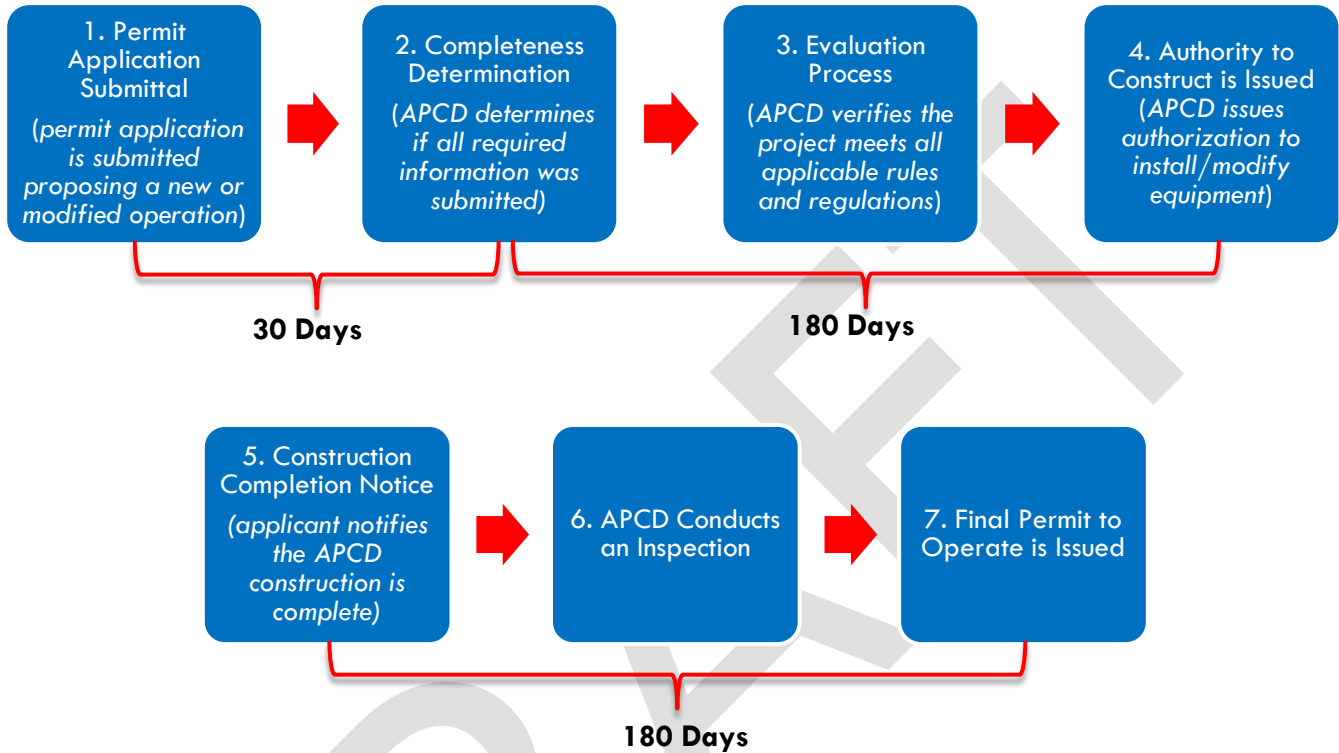 1. Permit
Application
Submittal
(permit application
is submitted
proposing a new or
modified operation)
2. Completeness
Determination
(APCD determines
if all required
information was
submitted)
3. Evaluation
Process
(APCD verifies the
project meets all
applicable rules
and regulations)
4. Authority to
Construct is Issued
(APCD issues
authorization to
install/modify
equipment)
30 Days
180 Days
5. Construction
Completion Notice
(applicant notifies
the APCD
construction is
complete)
6. APCD Conducts
an Inspection
7. Final Permit to
Operate is Issued
180 Days
DRAFT